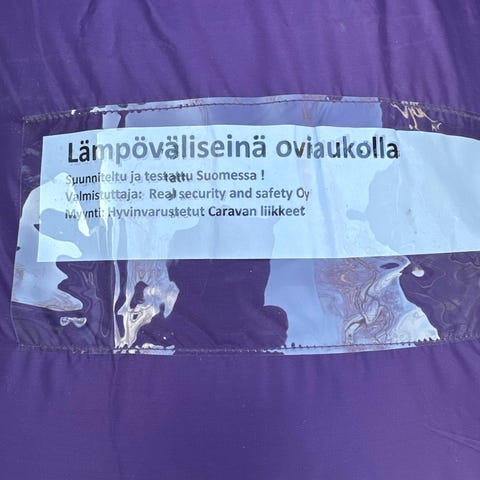 Lämpöväliseinä oviaukolla
Suunniteltu ja testattu Suomessa !
Valmistuttaja: Real security and safety Oy
Myynti: Hyvinvarustetut Caravan liikkeet